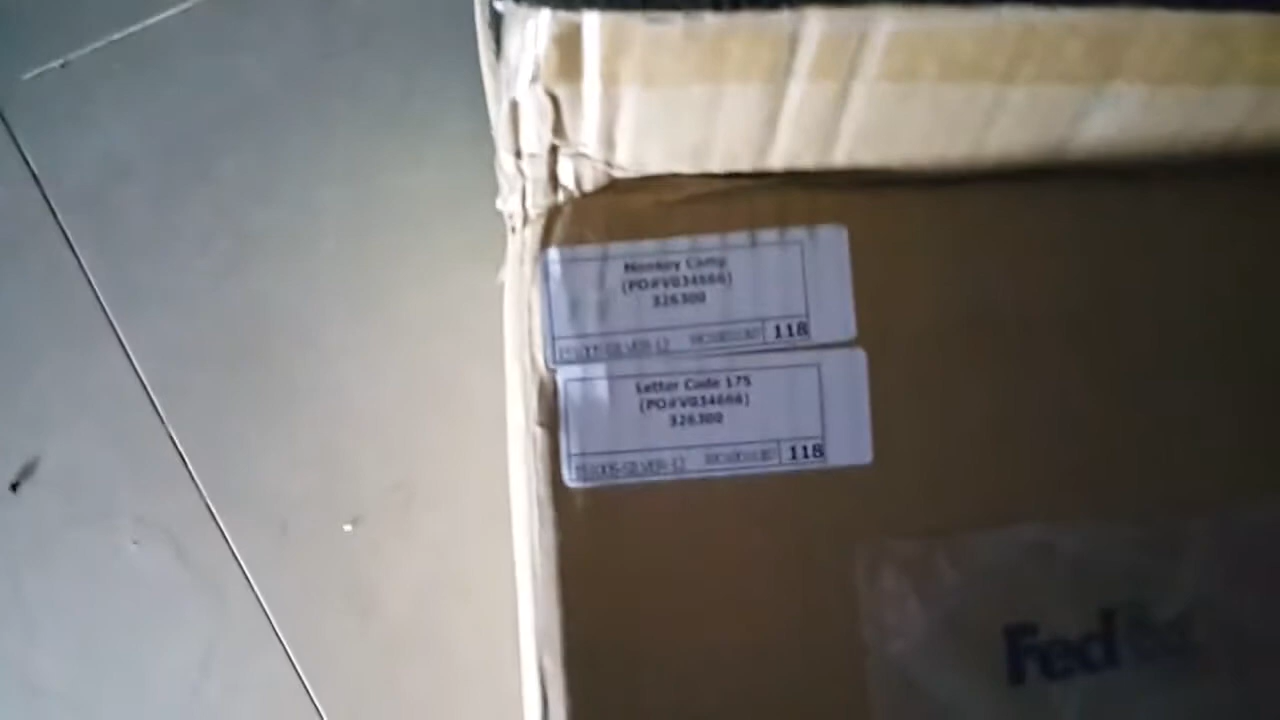 Monkey Camp
(PO#V034666)
326300
118
Letter Code 175
(PO#V034666)
326300
118
FedEx